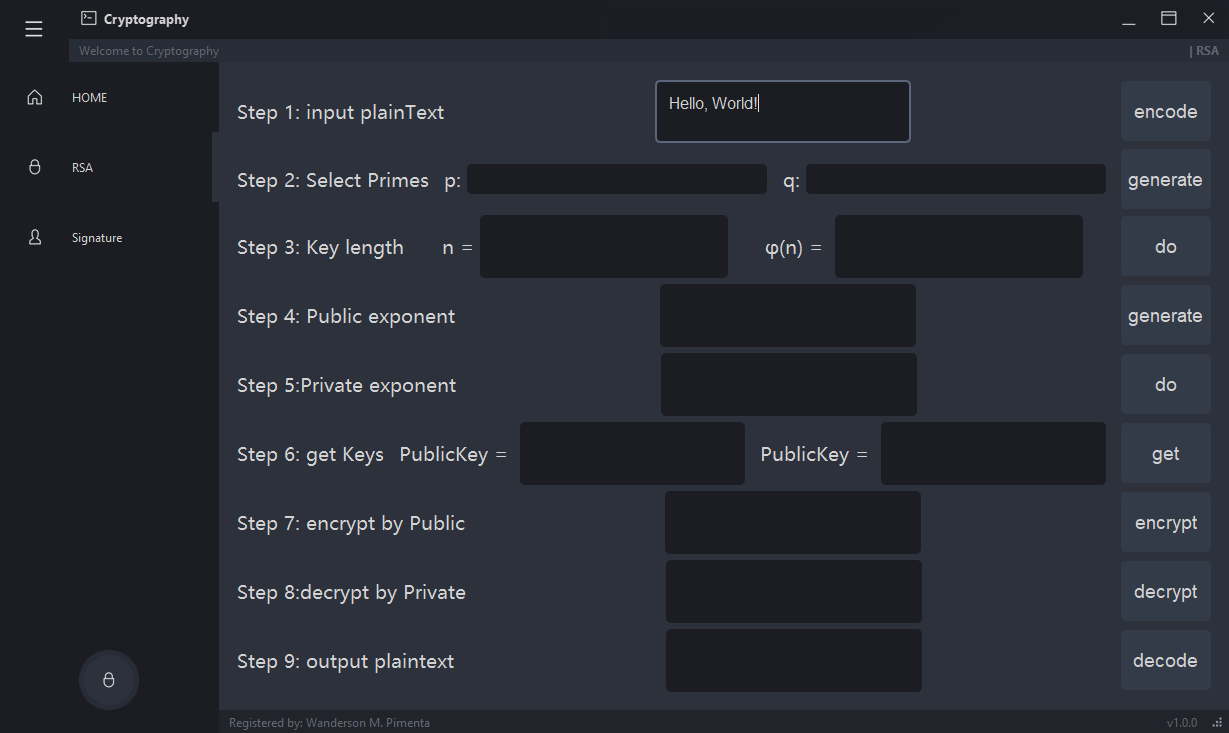 Cryptography
Welcome to Cryptography | RSA
HOME
RSA
Signature
Step 1: input plainText Hello, World! encode
Step 2: Select Primes p: q: generate
Step 3: Key length n = φ(n) = do
Step 4: Public exponent generate
Step 5:Private exponent do
Step 6: get Keys PublicKey = PublicKey = get
Step 7: encrypt by Public encrypt
Step 8:decrypt by Private decrypt
Step 9: output plaintext decode
Registered by: Wanderson M. Pimenta v1.0.0